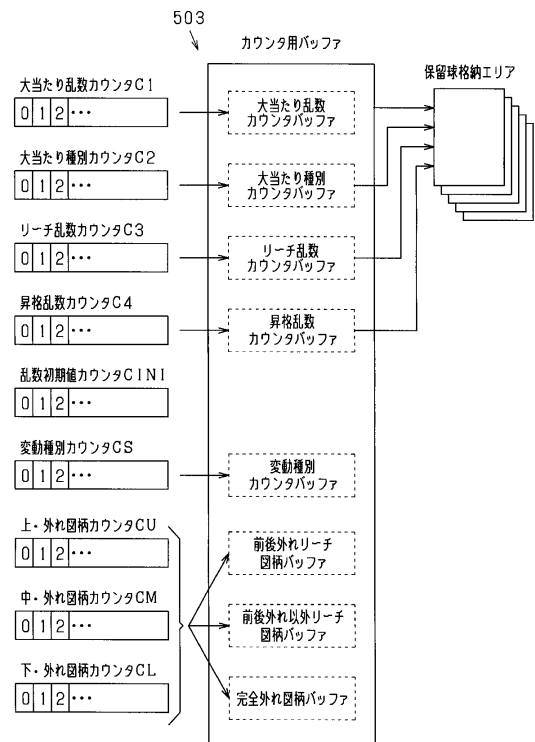 503
カウンタ用バッファ
保留球格納エリア
大当たり乱数カウンタC1
0 1 2 ･･･
大当たり乱数
カウンタバッファ
大当たり種別カウンタC2
0 1 2 ･･･
大当たり種別
カウンタバッファ
リーチ乱数カウンタC3
0 1 2 ･･･
リーチ乱数
カウンタバッファ
昇格乱数カウンタC4
0 1 2 ･･･
昇格乱数
カウンタバッファ
乱数初期値カウンタCINI
0 1 2 ･･･
変動種別カウンタCS
0 1 2 ･･･
変動種別
カウンタバッファ
上・外れ図柄カウンタCU
0 1 2 ･･･
前後外れリーチ
図柄バッファ
中・外れ図柄カウンタCM
0 1 2 ･･･
前後外れ以外リーチ
図柄バッファ
下・外れ図柄カウンタCL
0 1 2 ･･･
完全外れ図柄バッファ